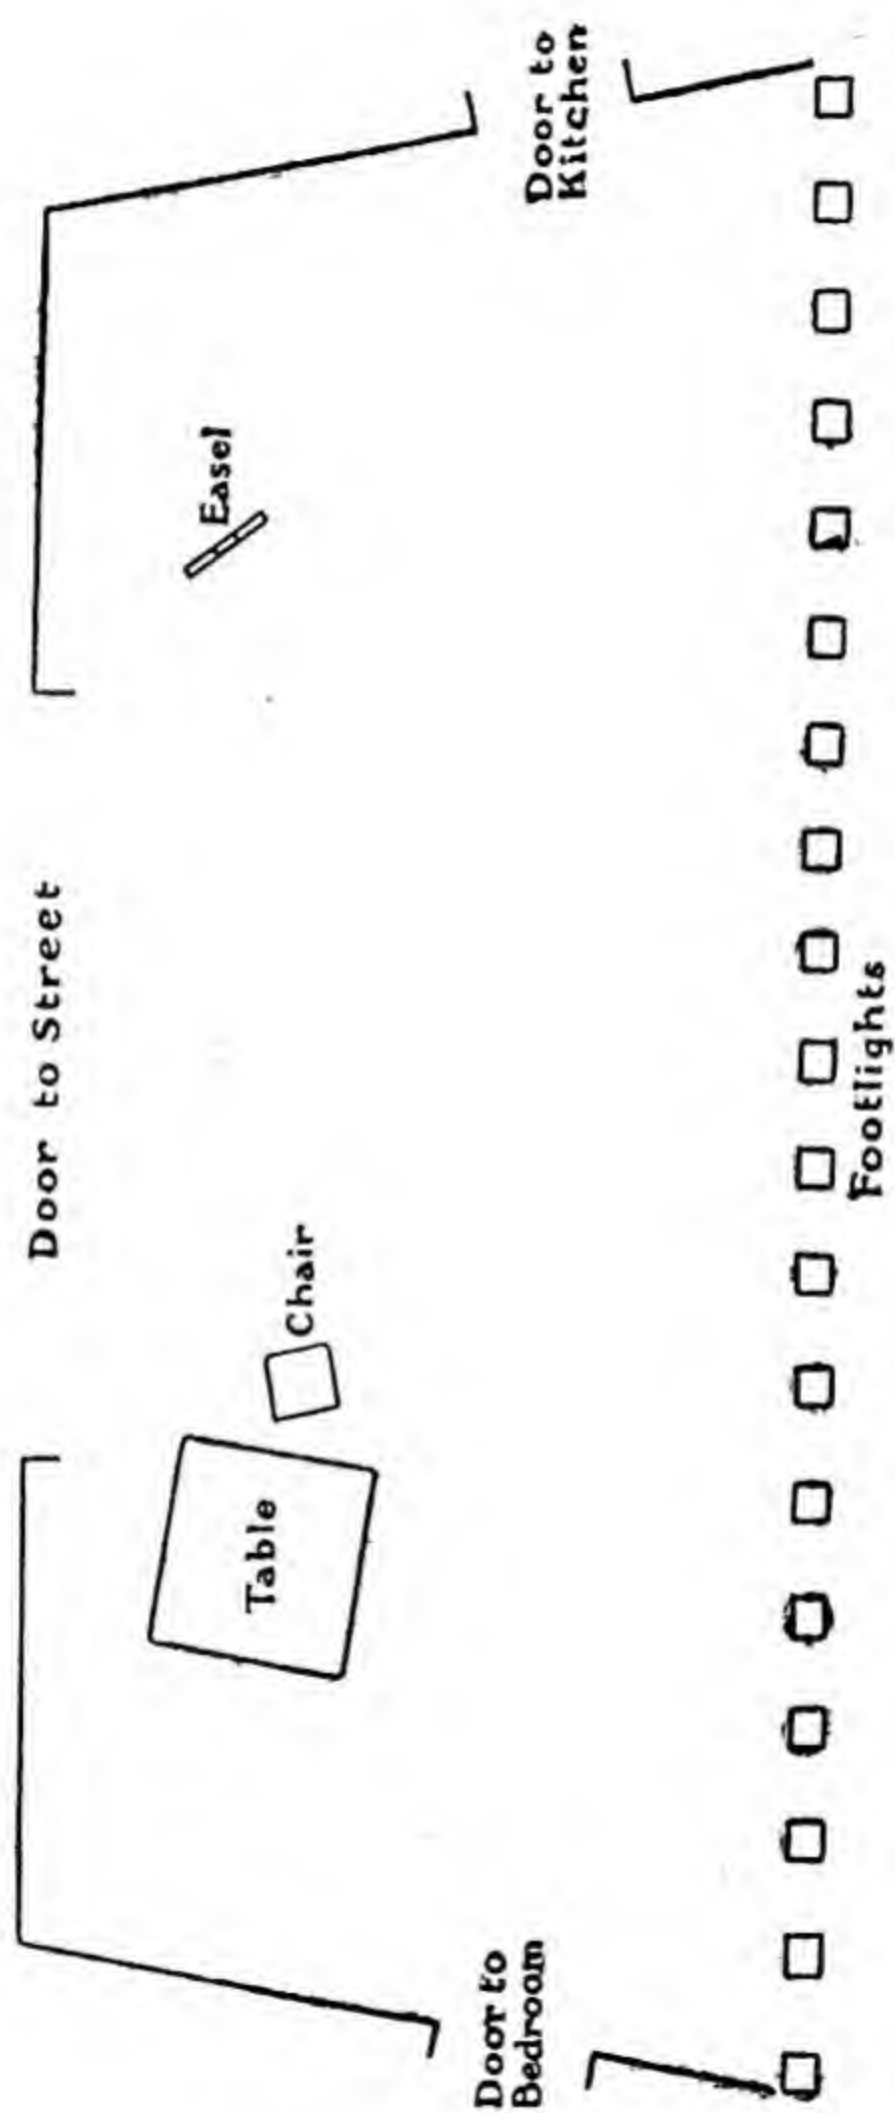 Door to Street
Easel
Door to
Kitchen
Chair
Table
Door to
Bedroom
Footlights